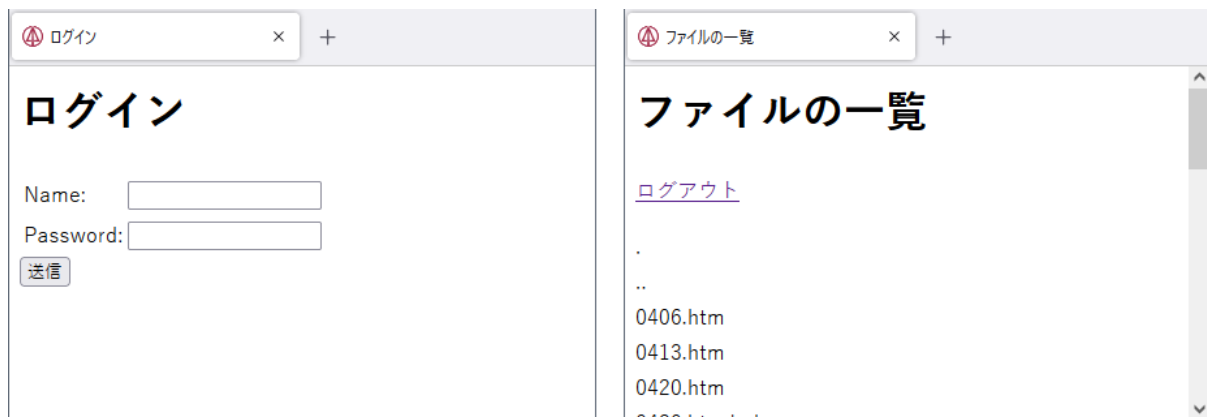 ログイン
ログイン
Name:
Password:
送信
ファイルの一覧
ファイルの一覧
ログアウト
.
..
0406.htm
0413.htm
0420.htm